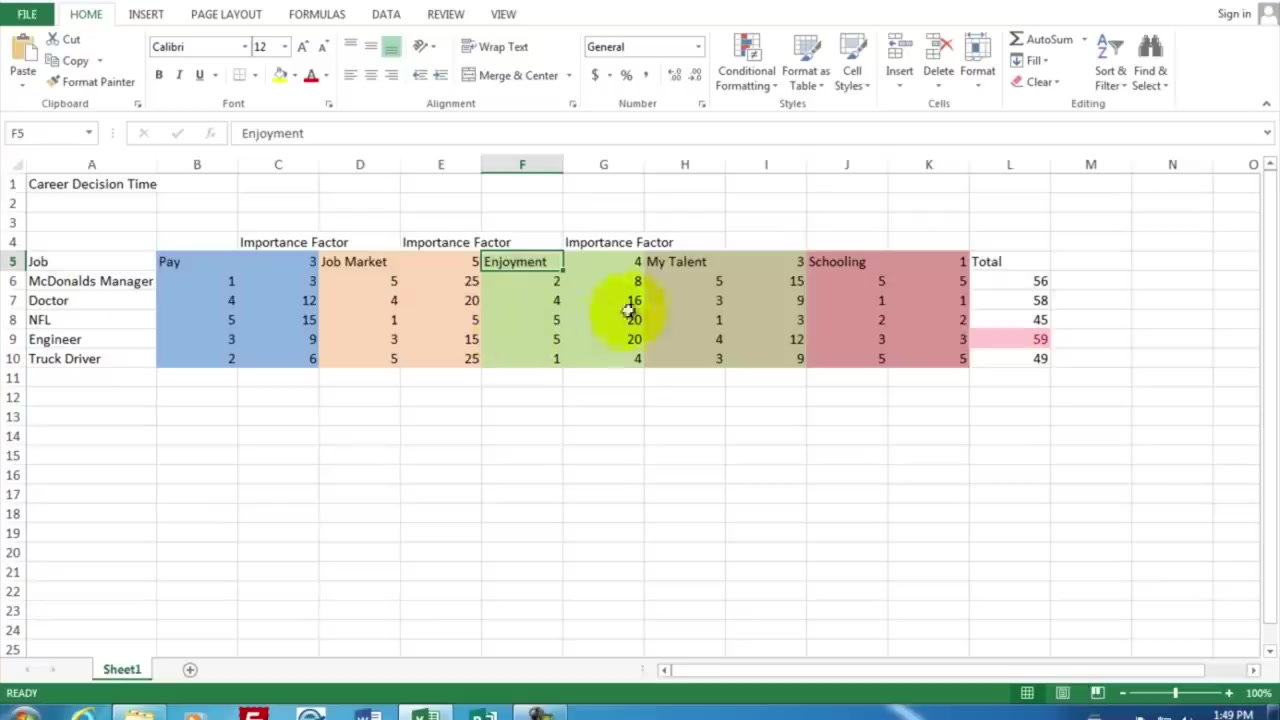 FILE HOME INSERT PAGE LAYOUT FORMULAS DATA REVIEW VIEW Sign in
Cut
Copy
Format Painter
Paste
Clipboard
Calibri 12
B I U
Font
Wrap Text
Merge & Center
Alignment
General
$ % ,
Number
Conditional Formatting
Format as Table
Cell Styles
Styles
Insert Delete Format
Cells
AutoSum
Fill
Clear
Sort & Filter
Find & Select
Editing
F5 fx Enjoyment
A B C D E F G H I J K L M N O
1 Career Decision Time
2
3
4 Importance Factor Importance Factor Importance Factor
5 Job Pay 3 Job Market 5 Enjoyment 4 My Talent 3 Schooling 1 Total
6 McDonalds Manager 1 3 5 25 2 8 5 15 5 5 56
7 Doctor 4 12 4 20 4 16 3 9 1 1 58
8 NFL 5 15 1 5 5 20 1 3 2 2 45
9 Engineer 3 9 3 15 5 20 4 12 3 3 59
10 Truck Driver 2 6 5 25 1 4 3 9 5 5 49
11
12
13
14
15
16
17
18
19
20
21
22
23
24
25
Sheet1
READY 100%
1:49 PM